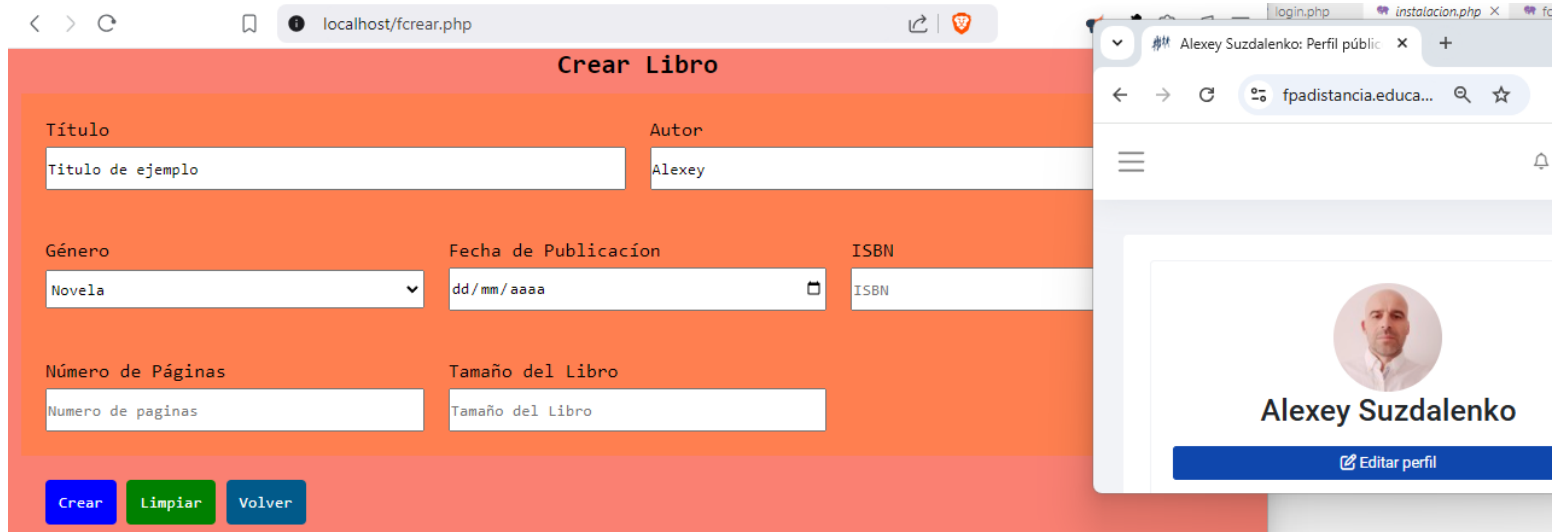 localhost/fcrear.php
Crear Libro
Título
Autor
Titulo de ejemplo
Alexey
Género
Fecha de Publicacíon
ISBN
Novela
dd/mm/aaaa
ISBN
Número de Páginas
Tamaño del Libro
Numero de paginas
Tamaño del Libro
Crear
Limpiar
Volver
login.php
instalacion.php
Alexey Suzdalenko: Perfil públic
fpadistancia.educa...
Alexey Suzdalenko
Editar perfil